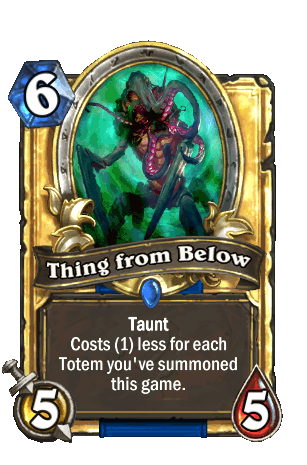 6
Thing from Below
Taunt
Costs (1) less for each
Totem you've summoned
this game.
5 5